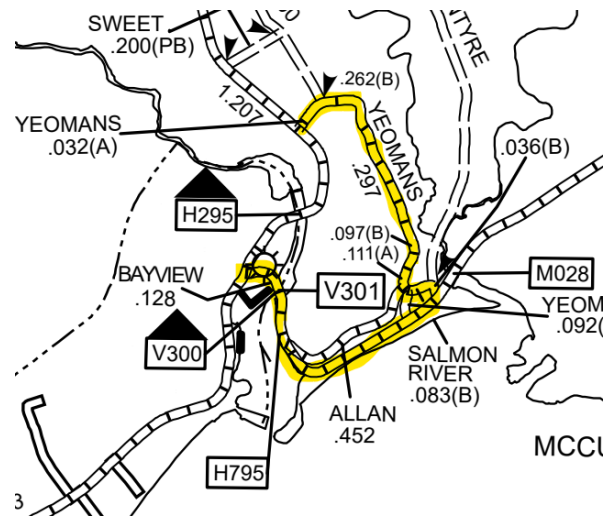 SWEET
.200(PB)
NTYRE
.262(B)
1.207
YEOMANS
.032(A)
YEOMANS
.297
.036(B)
H295
.097(B)
.111(A)
BAYVIEW
.128
V301
M028
YEOM
.092(
V300
SALMON
RIVER
.083(B)
ALLAN
.452
MCCU
H795
3